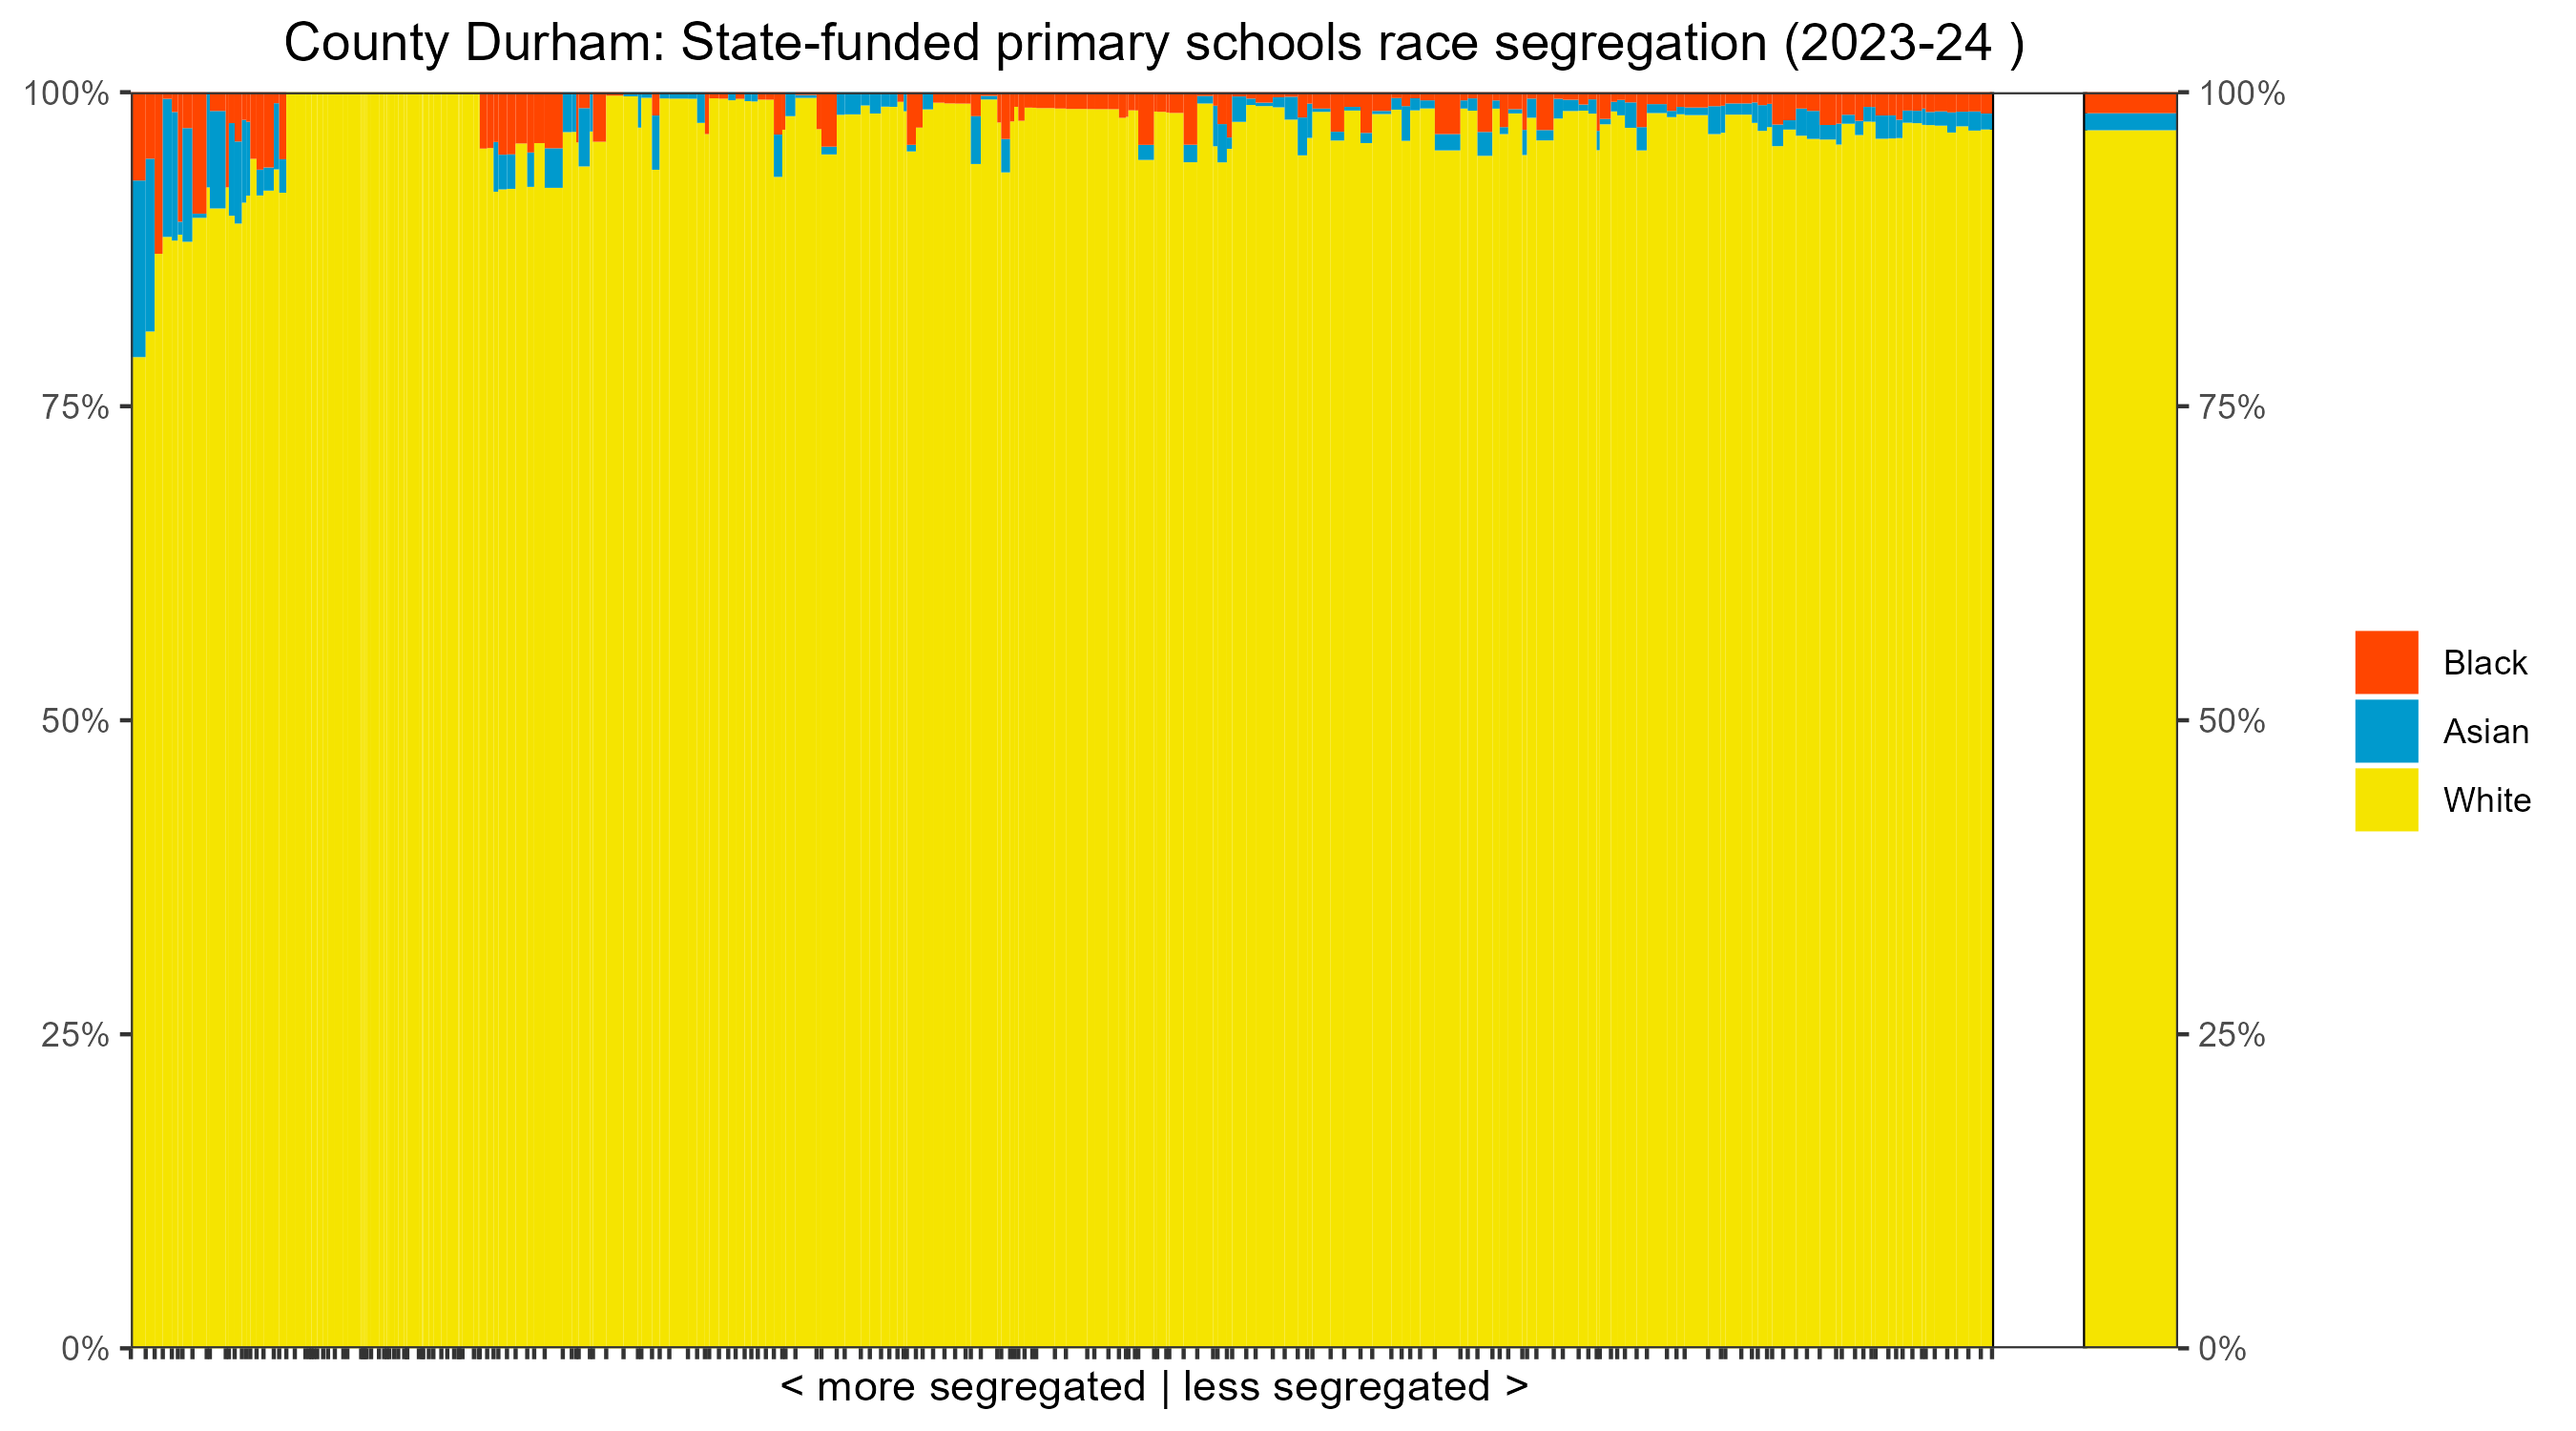 County Durham: State-funded primary schools race segregation (2023-24 )
100%
75%
50%
25%
0%
100%
75%
50%
25%
0%
Black
Asian
White
< more segregated | less segregated >